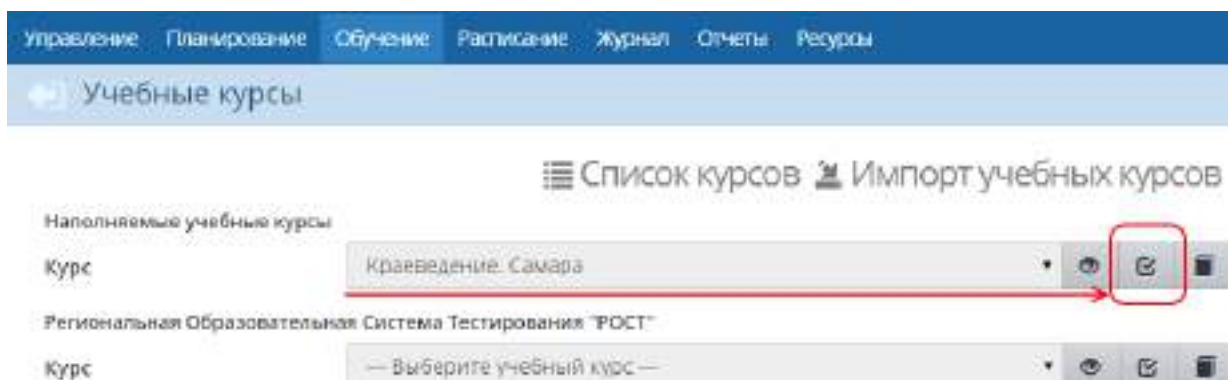 Управление Планирование Обучение Расписание Журнал Отчеты Ресурсы
Учебные курсы
Список курсов Импорт учебных курсов
Наполняемые учебные курсы
Курс Краеведение. Самара
Региональная Образовательная Система Тестирования "РОСТ"
Курс — Выберите учебный курс —